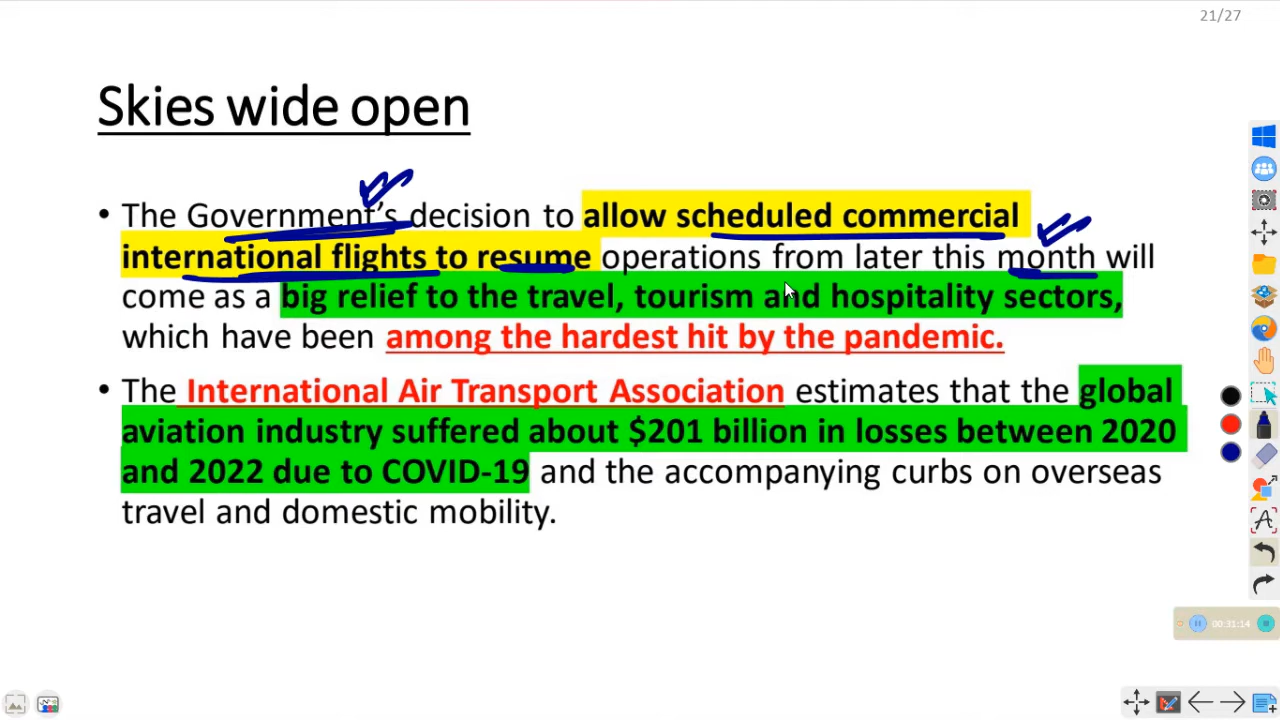 21/27
Skies wide open
• The Government's decision to allow scheduled commercial
international flights to resume operations from later this month will
come as a big relief to the travel, tourism and hospitality sectors,
which have been among the hardest hit by the pandemic.
• The International Air Transport Association estimates that the global
aviation industry suffered about $201 billion in losses between 2020
and 2022 due to COVID-19 and the accompanying curbs on overseas
travel and domestic mobility.
00:31:14